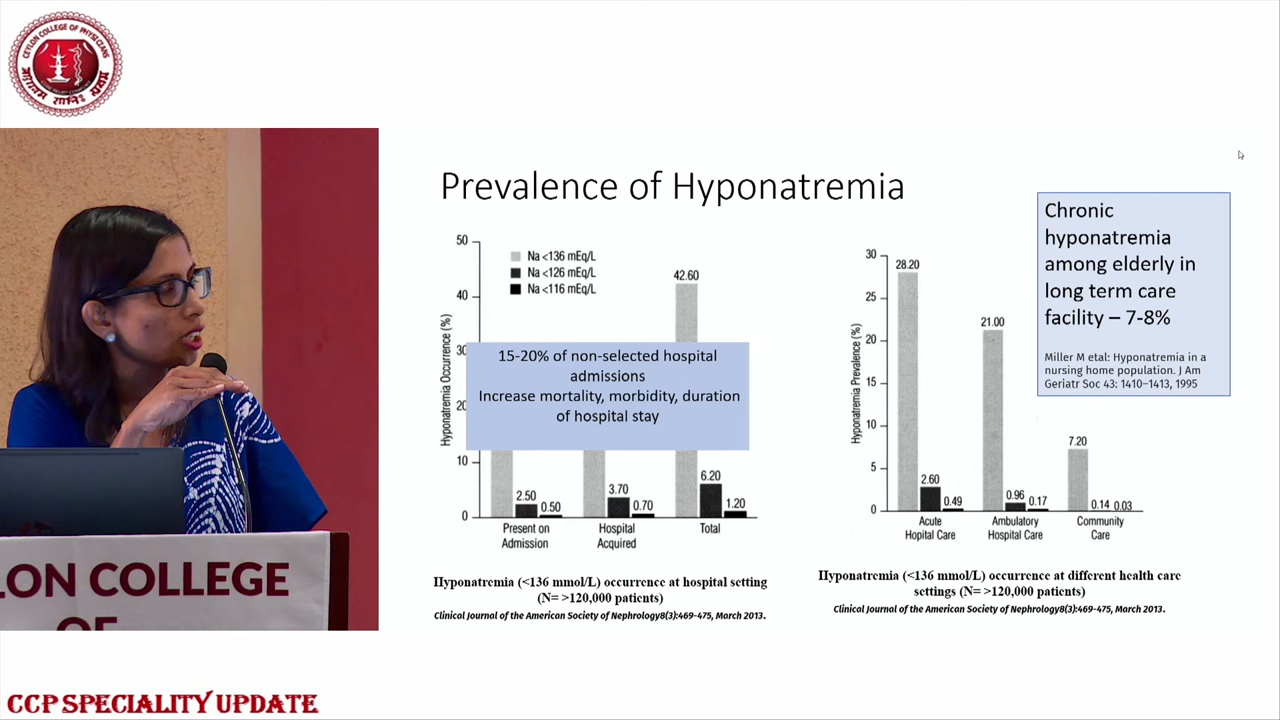 CEYLON COLLEGE OF PHYSICIANS
LON COLLEGE
OF
Prevalence of Hyponatremia
50
40
30
20
10
0
Hyponatremia Occurrence (%)
Na <136 mEq/L
Na <126 mEq/L
Na <116 mEq/L
42.60
15-20% of non-selected hospital
admissions
Increase mortality, morbidity, duration
of hospital stay
2.50
0.50
3.70
0.70
6.20
1.20
Present on
Admission
Hospital
Acquired
Total
Hyponatremia (<136 mmol/L) occurrence at hospital setting
(N= >120,000 patients)
Clinical Journal of the American Society of Nephrology8(3):469-475, March 2013.
30
25
20
15
10
5
0
Hyponatremia Prevalence (%)
28.20
2.60
0.49
21.00
0.96
0.17
7.20
0.14
0.03
Acute
Hopital Care
Ambulatory
Hospital Care
Community
Care
Hyponatremia (<136 mmol/L) occurrence at different health care
settings (N= >120,000 patients)
Clinical Journal of the American Society of Nephrology8(3):469-475, March 2013.
Chronic
hyponatremia
among elderly in
long term care
facility – 7-8%
Miller M etal: Hyponatremia in a
nursing home population. J Am
Geriatr Soc 43: 1410–1413, 1995
CCP SPECIALITY UPDATE